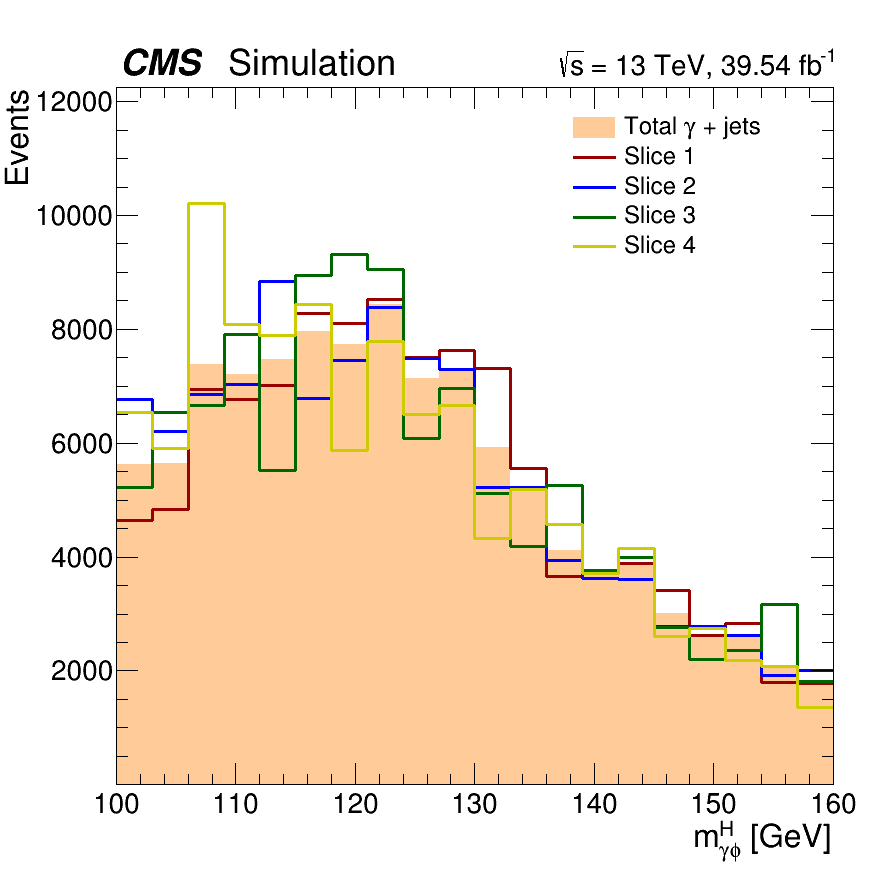 CMS Simulation √s = 13 TeV, 39.54 fb⁻¹
Events
12000
10000
8000
6000
4000
2000
Total γ + jets
Slice 1
Slice 2
Slice 3
Slice 4
100 110 120 130 140 150 160
m^H_γϕ [GeV]